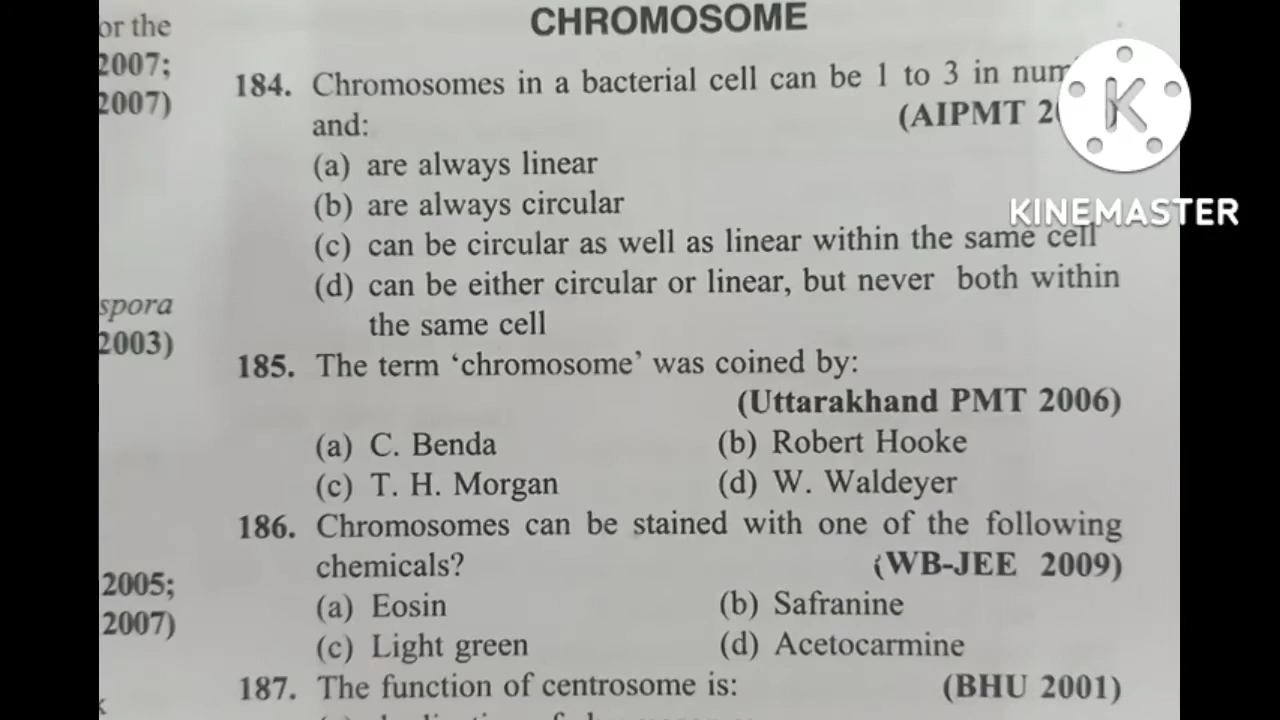 or the
2007;
2007)
spora
2003)
2005;
2007)
CHROMOSOME
184. Chromosomes in a bacterial cell can be 1 to 3 in
and: (AIPMT
(a) are always linear
(b) are always circular
(c) can be circular as well as linear within the same cell
(d) can be either circular or linear, but never both within
the same cell
185. The term ‘chromosome’ was coined by:
(Uttarakhand PMT 2006)
(a) C. Benda (b) Robert Hooke
(c) T. H. Morgan (d) W. Waldeyer
186. Chromosomes can be stained with one of the following
chemicals? (WB-JEE 2009)
(a) Eosin (b) Safranine
(c) Light green (d) Acetocarmine
187. The function of centrosome is: (BHU 2001)
K
KINEMASTER